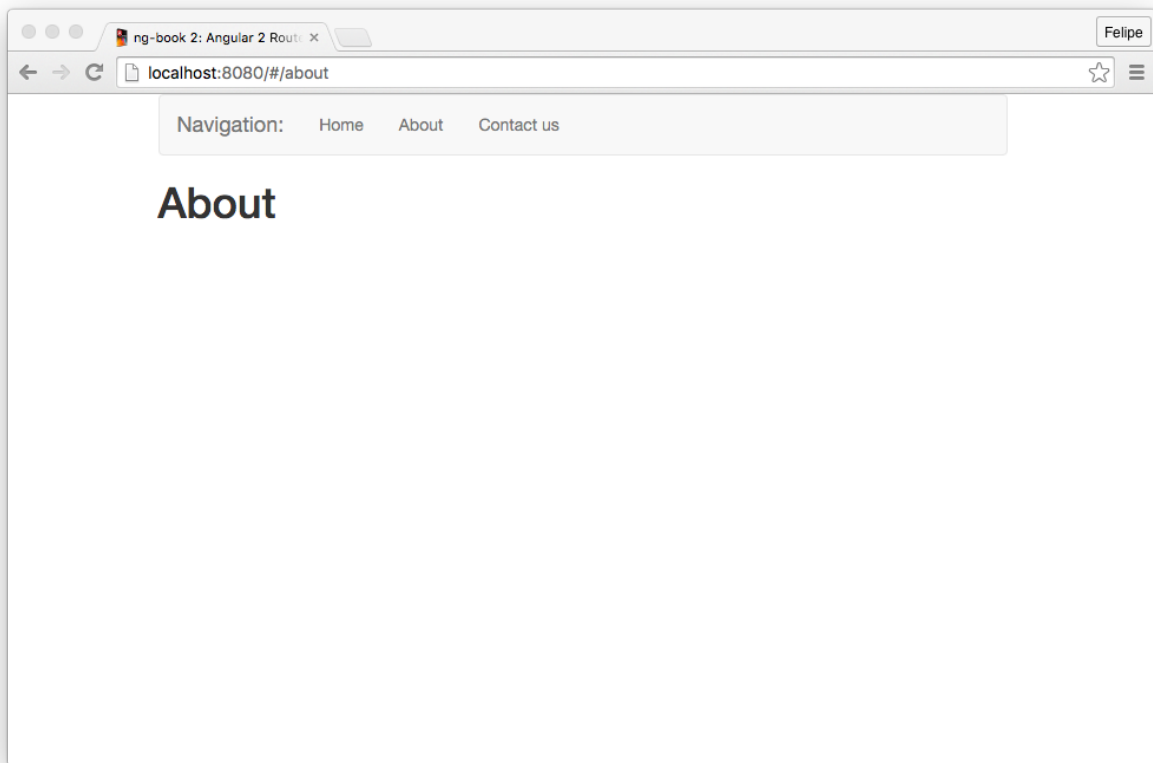 ng-book 2: Angular 2 Rout
Felipe
localhost:8080/#/about
Navigation: Home About Contact us
About